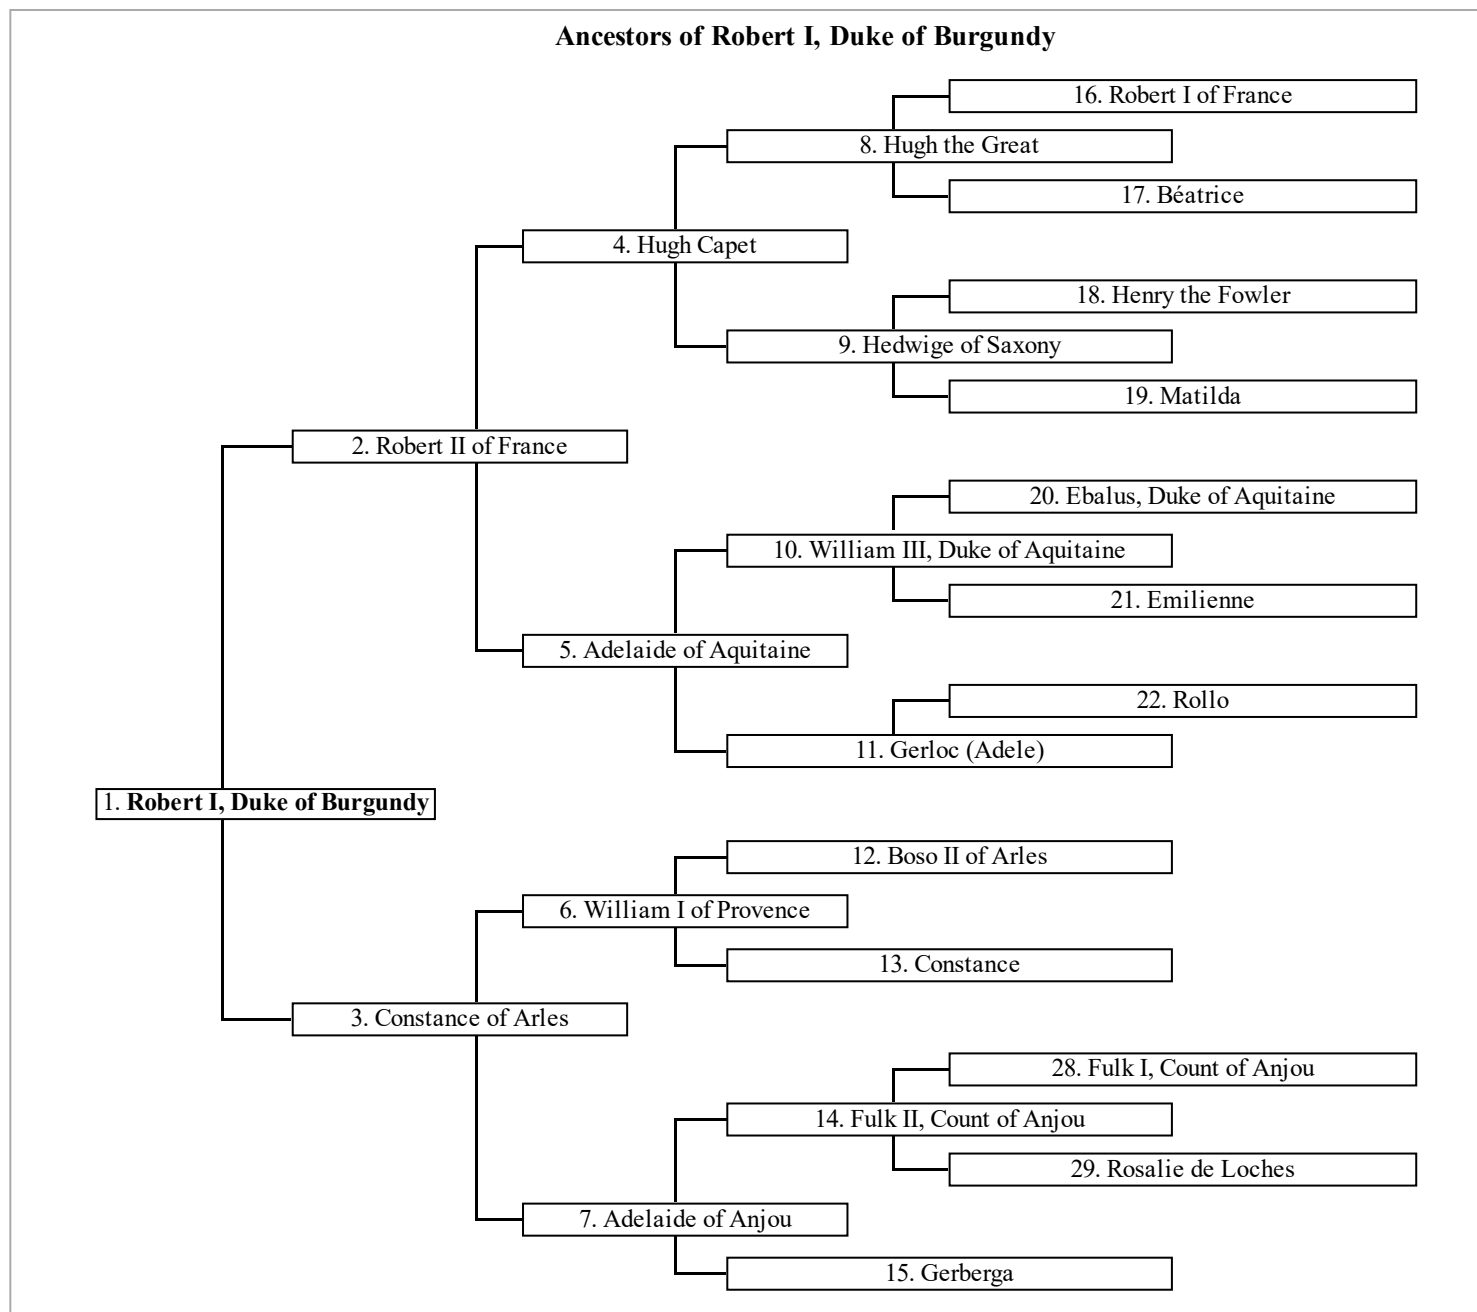 Ancestors of Robert I, Duke of Burgundy
16. Robert I of France
8. Hugh the Great
17. Béatrice
4. Hugh Capet
18. Henry the Fowler
9. Hedwige of Saxony
19. Matilda
2. Robert II of France
20. Ebalus, Duke of Aquitaine
10. William III, Duke of Aquitaine
21. Emilienne
5. Adelaide of Aquitaine
22. Rollo
11. Gerloc (Adele)
1. Robert I, Duke of Burgundy
12. Boso II of Arles
6. William I of Provence
13. Constance
3. Constance of Arles
28. Fulk I, Count of Anjou
14. Fulk II, Count of Anjou
29. Rosalie de Loches
7. Adelaide of Anjou
15. Gerberga